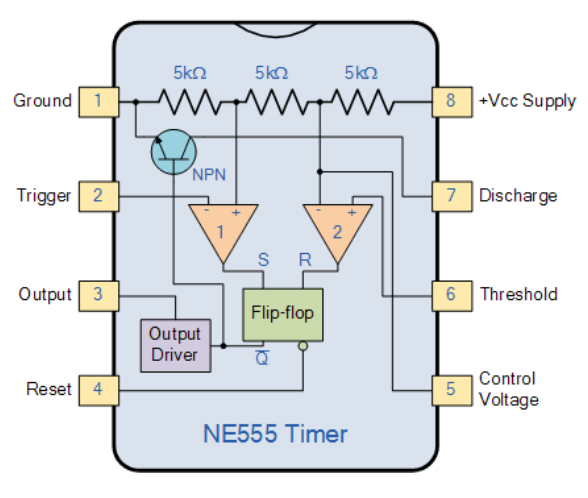 5kΩ 5kΩ 5kΩ
Ground 1 8 +Vcc Supply
NPN
Trigger 2 7 Discharge
- + - +
1 2
S R
Output 3 6 Threshold
Flip-flop
Output
Driver
Q̅
Reset 4 5 Control
Voltage
NE555 Timer